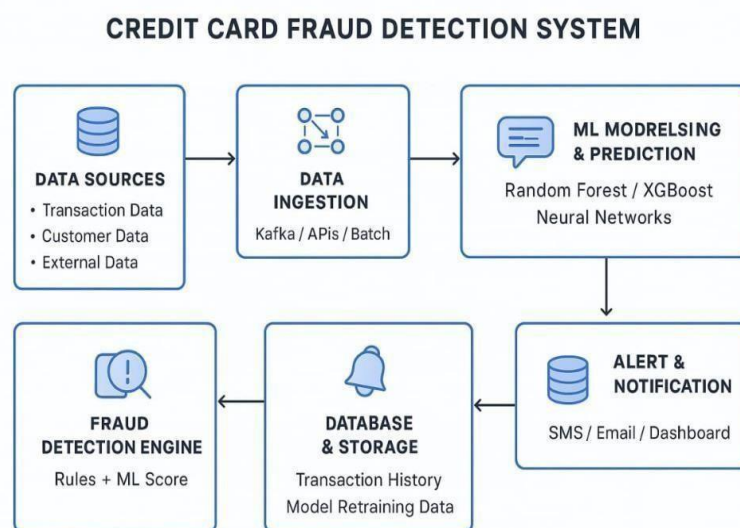 CREDIT CARD FRAUD DETECTION SYSTEM
DATA SOURCES
• Transaction Data
• Customer Data
• External Data
DATA
INGESTION
Kafka / APis / Batch
ML MODRELSING
& PREDICTION
Random Forest / XGBoost
Neural Networks
FRAUD
DETECTION ENGINE
Rules + ML Score
DATABASE
& STORAGE
Transaction History
Model Retraining Data
ALERT &
NOTIFICATION
SMS / Email / Dashboard